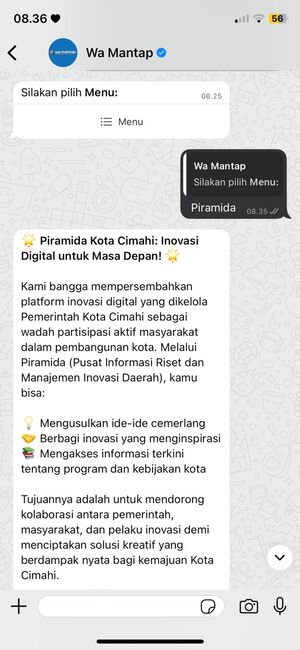 08.36
56
Wa Mantap
Silakan pilih Menu:
08.25
Menu
Wa Mantap
Silakan pilih Menu:
Piramida
08.35
🌟 Piramida Kota Cimahi: Inovasi
Digital untuk Masa Depan! 🌟
Kami bangga mempersembahkan
platform inovasi digital yang dikelola
Pemerintah Kota Cimahi sebagai
wadah partisipasi aktif masyarakat
dalam pembangunan kota. Melalui
Piramida (Pusat Informasi Riset dan
Manajemen Inovasi Daerah), kamu
bisa:
💡 Mengusulkan ide-ide cemerlang
🤝 Berbagi inovasi yang menginspirasi
📚 Mengakses informasi terkini
tentang program dan kebijakan kota
Tujuannya adalah untuk mendorong
kolaborasi antara pemerintah,
masyarakat, dan pelaku inovasi demi
menciptakan solusi kreatif yang
berdampak nyata bagi kemajuan Kota
Cimahi.